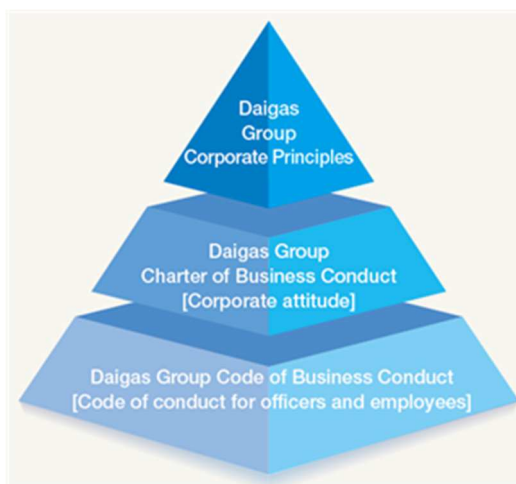 Daigas
Group
Corporate Principles
Daigas Group
Charter of Business Conduct
[Corporate attitude]
Daigas Group Code of Business Conduct
[Code of conduct for officers and employees]